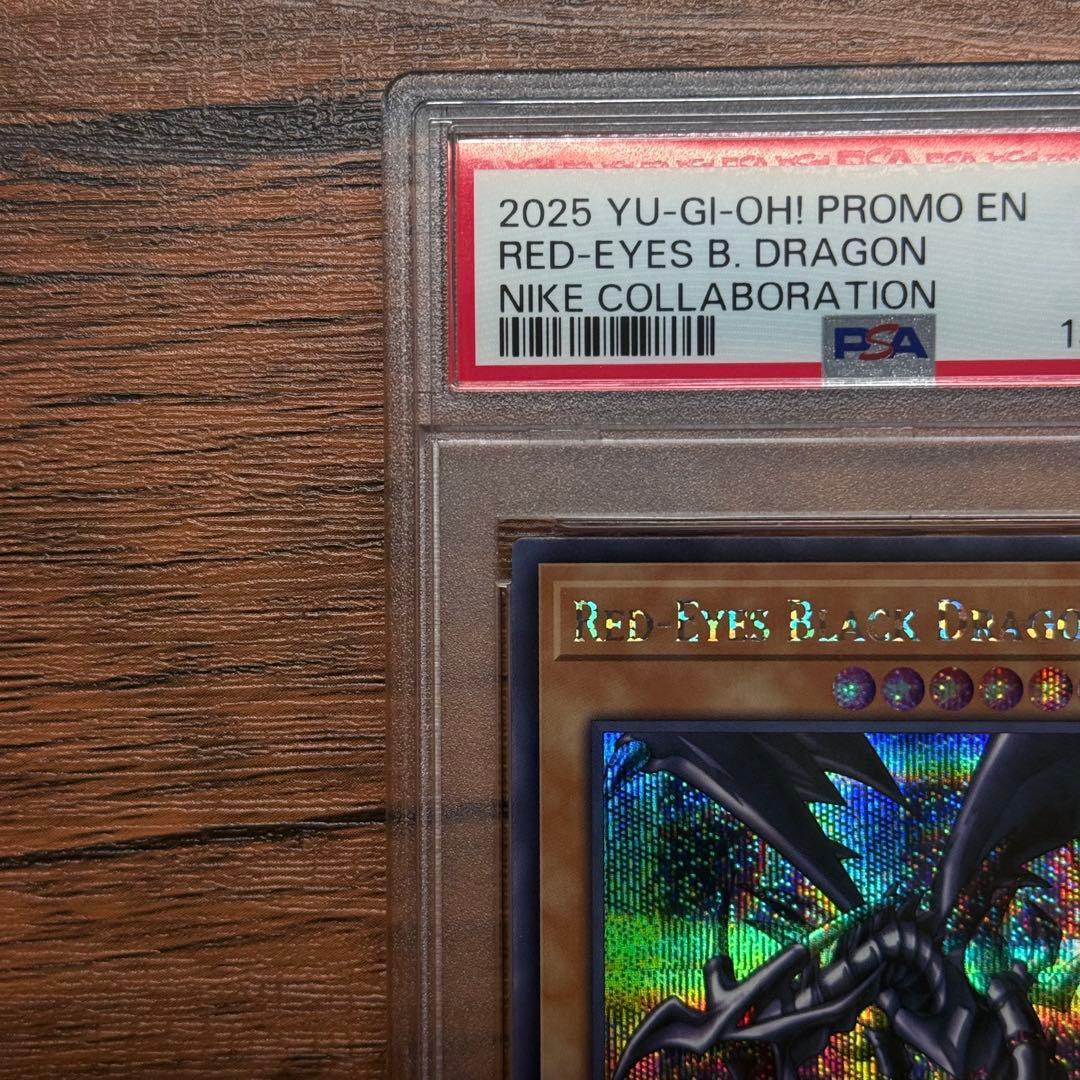 2025 YU-GI-OH! PROMO EN
RED-EYES B. DRAGON
NIKE COLLABORATION
PSA
RED-EYES BLACK DRAGO